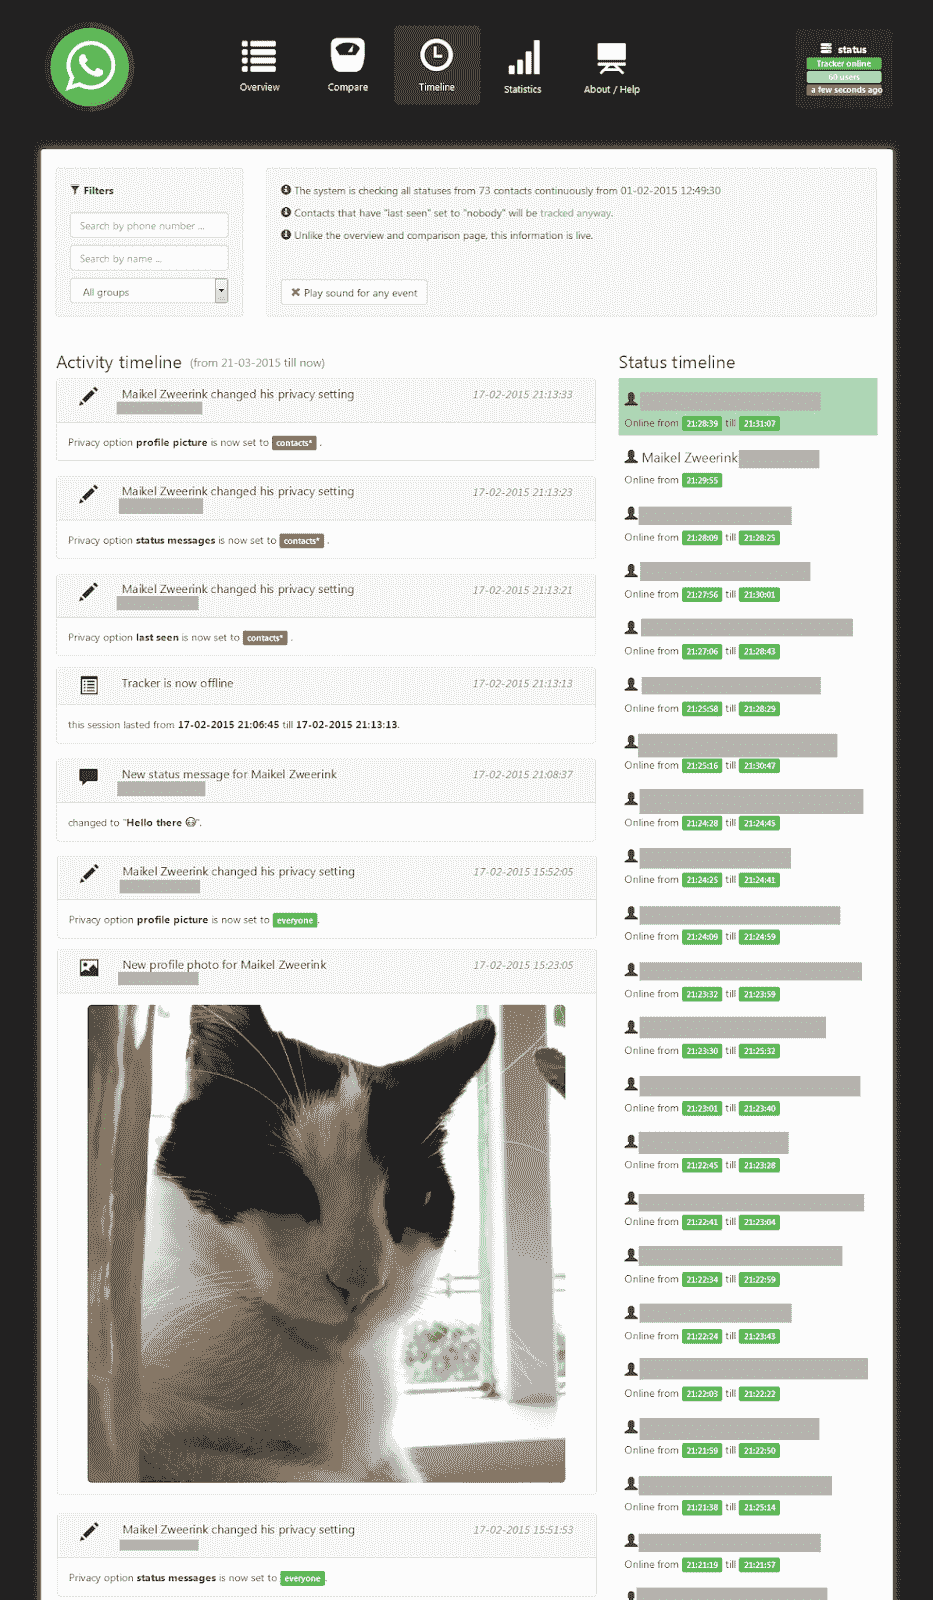 Overview
Compare
Timeline
Statistics
About / Help
status
Tracker online
60 users
a few seconds ago
Filters
Search by phone number ...
Search by name ...
All groups
The system is checking all statuses from 73 contacts continuously from 01-02-2015 12:49:30
Contacts that have "last seen" set to "nobody" will be tracked anyway.
Unlike the overview and comparison page, this information is live.
Play sound for any event
Activity timeline (from 21-03-2015 till now)
Maikel Zweerink changed his privacy setting 17-02-2015 21:13:33
Privacy option profile picture is now set to contacts* .
Maikel Zweerink changed his privacy setting 17-02-2015 21:13:23
Privacy option status messages is now set to contacts* .
Maikel Zweerink changed his privacy setting 17-02-2015 21:13:21
Privacy option last seen is now set to contacts* .
Tracker is now offline 17-02-2015 21:13:13
this session lasted from 17-02-2015 21:06:45 till 17-02-2015 21:13:13.
New status message for Maikel Zweerink 17-02-2015 21:08:37
changed to "Hello there 😂".
Maikel Zweerink changed his privacy setting 17-02-2015 15:52:05
Privacy option profile picture is now set to everyone.
New profile photo for Maikel Zweerink 17-02-2015 15:23:05
Maikel Zweerink changed his privacy setting 17-02-2015 15:51:53
Privacy option status messages is now set to everyone.
Status timeline
Online from 21:28:39 till 21:31:07
Maikel Zweerink
Online from 21:29:55
Online from 21:28:09 till 21:28:25
Online from 21:27:56 till 21:30:01
Online from 21:27:06 till 21:28:43
Online from 21:25:58 till 21:28:29
Online from 21:25:16 till 21:30:47
Online from 21:24:28 till 21:24:45
Online from 21:24:25 till 21:24:41
Online from 21:24:09 till 21:24:59
Online from 21:23:32 till 21:23:59
Online from 21:23:30 till 21:25:32
Online from 21:23:01 till 21:23:40
Online from 21:22:45 till 21:23:28
Online from 21:22:41 till 21:23:04
Online from 21:22:34 till 21:22:59
Online from 21:22:24 till 21:23:43
Online from 21:22:03 till 21:22:22
Online from 21:21:59 till 21:22:50
Online from 21:21:38 till 21:25:14
Online from 21:21:19 till 21:21:57